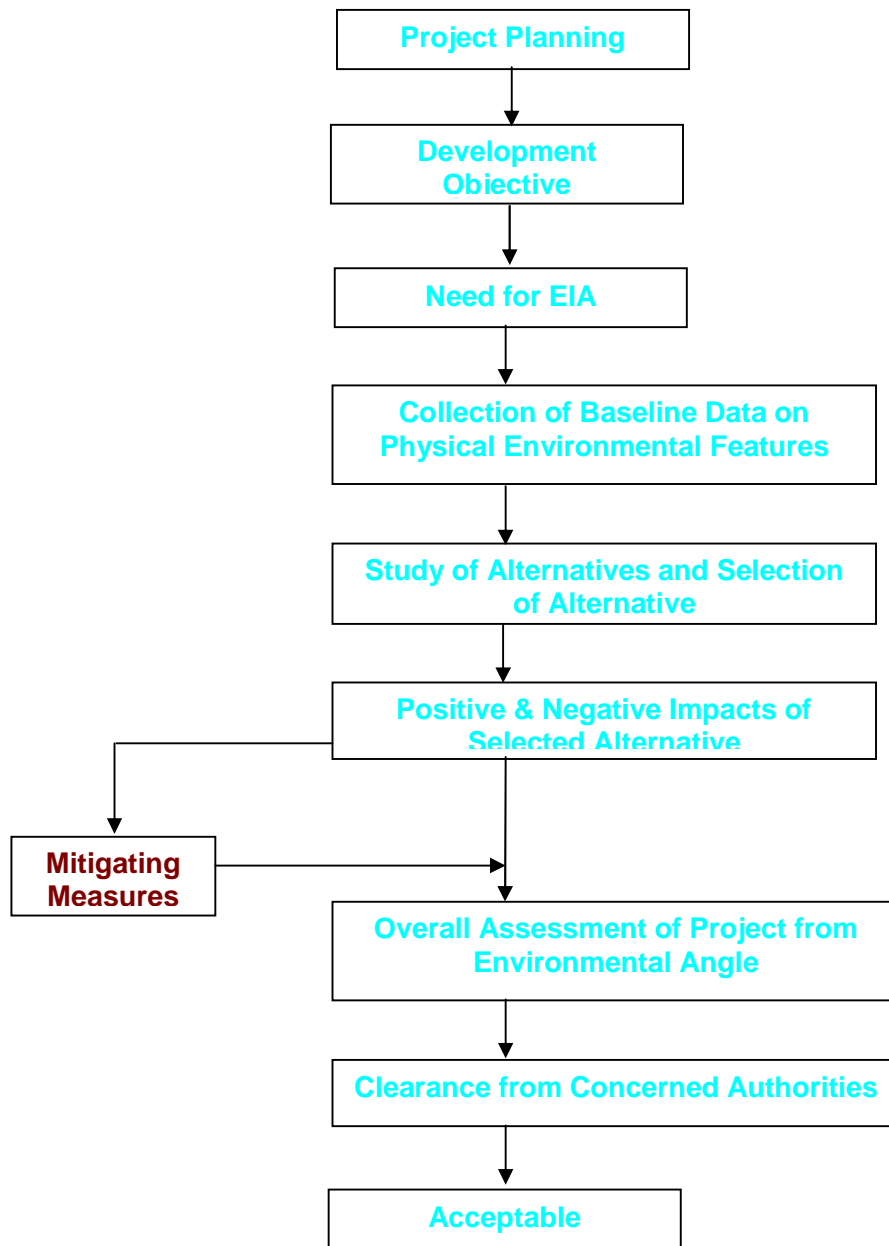 Project Planning
Development
Objective
Need for EIA
Collection of Baseline Data on
Physical Environmental Features
Study of Alternatives and Selection
of Alternative
Positive & Negative Impacts of
Selected Alternative
Mitigating
Measures
Overall Assessment of Project from
Environmental Angle
Clearance from Concerned Authorities
Acceptable